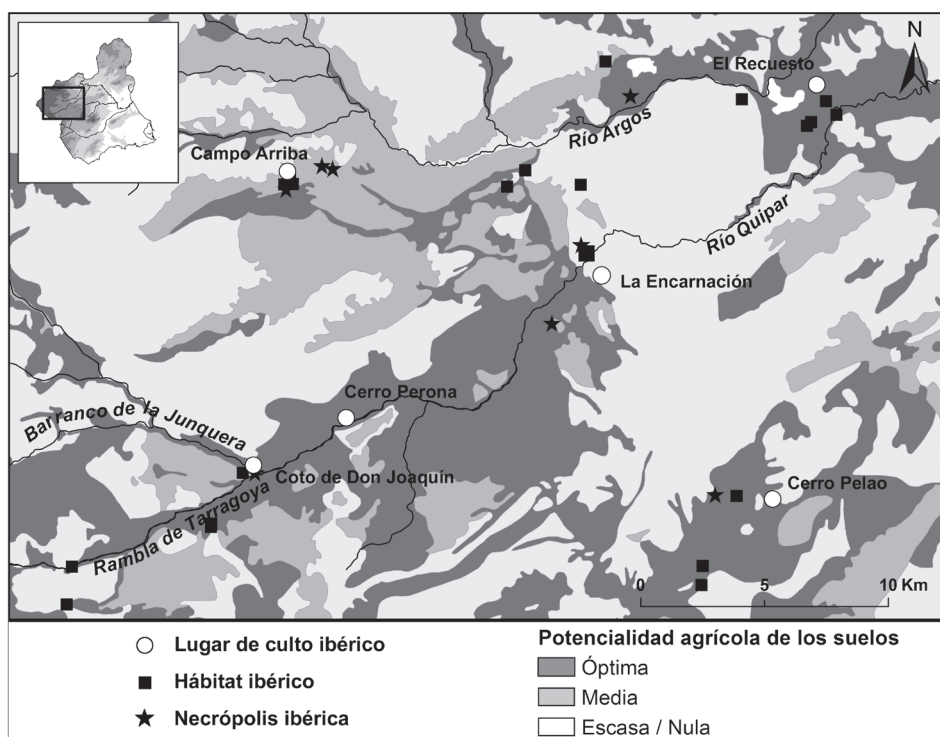 N
El Recuesto
Río Argos
Campo Arriba
Río Quipar
La Encarnación
Cerro Perona
Barranco de la Junquera
Coto de Don Joaquín
Cerro Pelao
Rambla de Tarragoya
0 5 10 Km
Lugar de culto ibérico
Hábitat ibérico
Necrópolis ibérica
Potencialidad agrícola de los suelos
Óptima
Media
Escasa / Nula